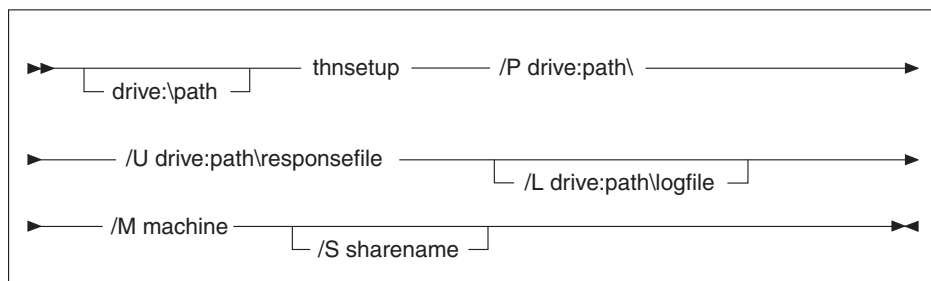 thnsetup /P drive:path\
drive:\path
/U drive:path\responsefile
/L drive:path\logfile
/M machine
/S sharename